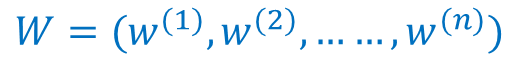 W = (w^{(1)}, w^{(2)}, … …, w^{(n)})